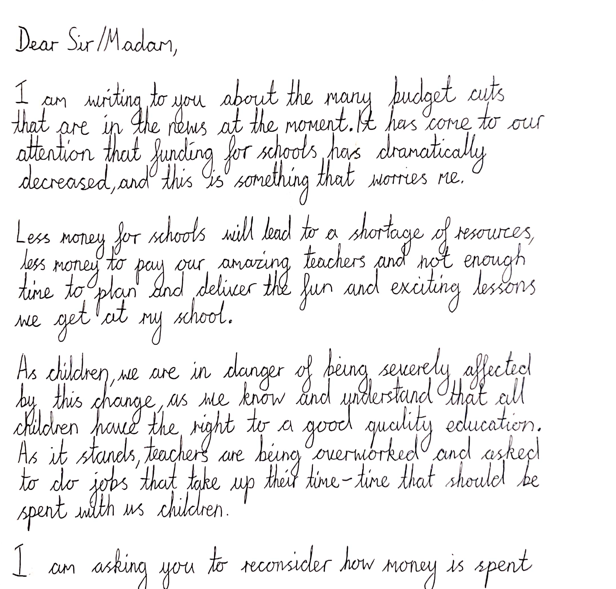 Dear Sir/Madam,
I am writing to you about the many budget cuts
that are in the news at the moment. It has come to our
attention that funding for schools has dramatically
decreased, and this is something that worries me.
Less money for schools will lead to a shortage of resources,
less money to pay our amazing teachers and not enough
time to plan and deliver the fun and exciting lessons
we get at my school.
As children, we are in danger of being severely affected
by this change, as we know and understand that all
children have the right to a good quality education.
As it stands, teachers are being overworked and asked
to do jobs that take up their time-time that should be
spent with us children.
I am asking you to reconsider how money is spent